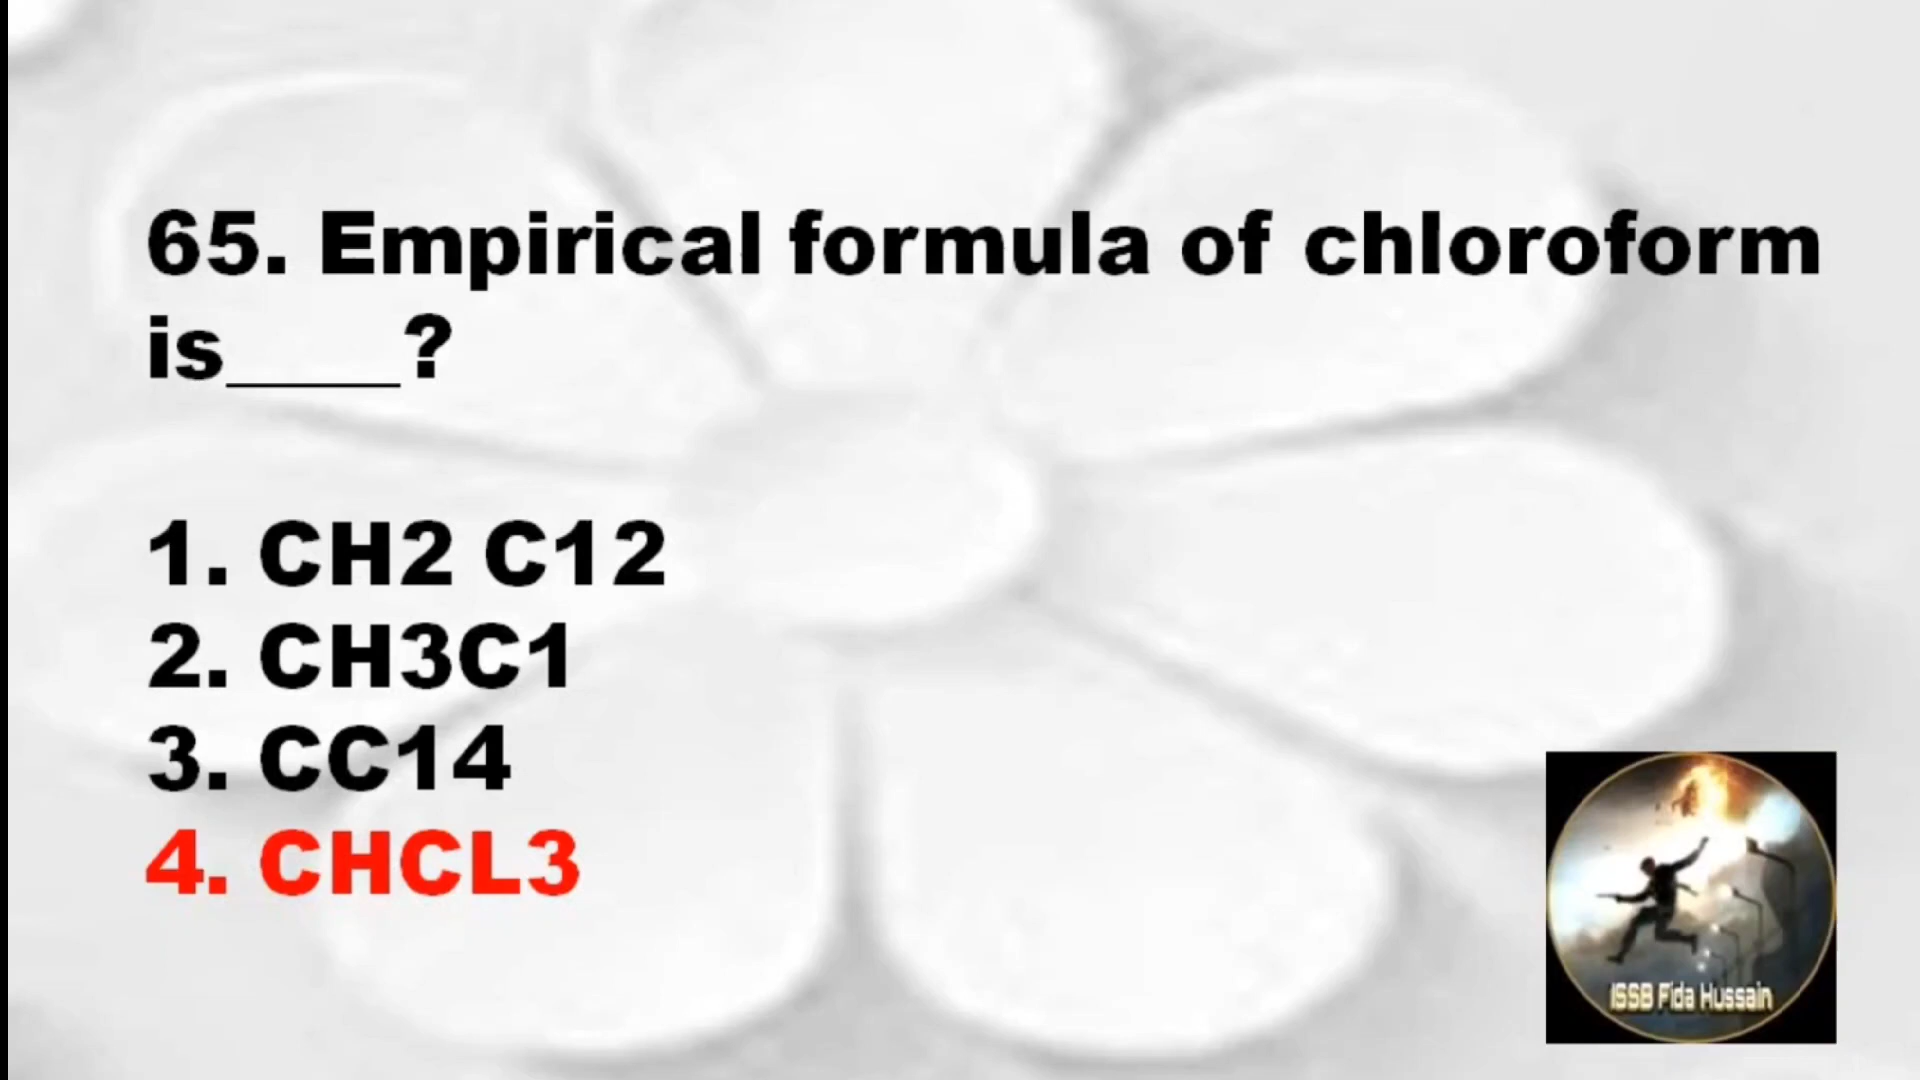 65. Empirical formula of chloroform
is____?
1. CH2 C12
2. CH3C1
3. CC14
4. CHCL3
ISSB Fida Hussain